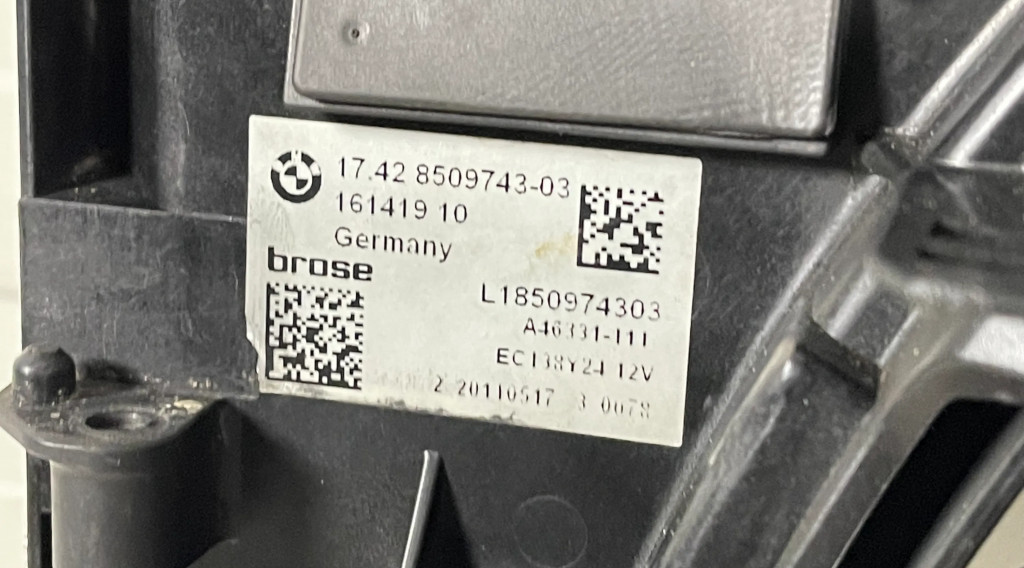 17.42 8509743-03
161419 10
Germany
brose
L1850974303
A46331-111
EC138Y24 12V
2 20110517 3 0078